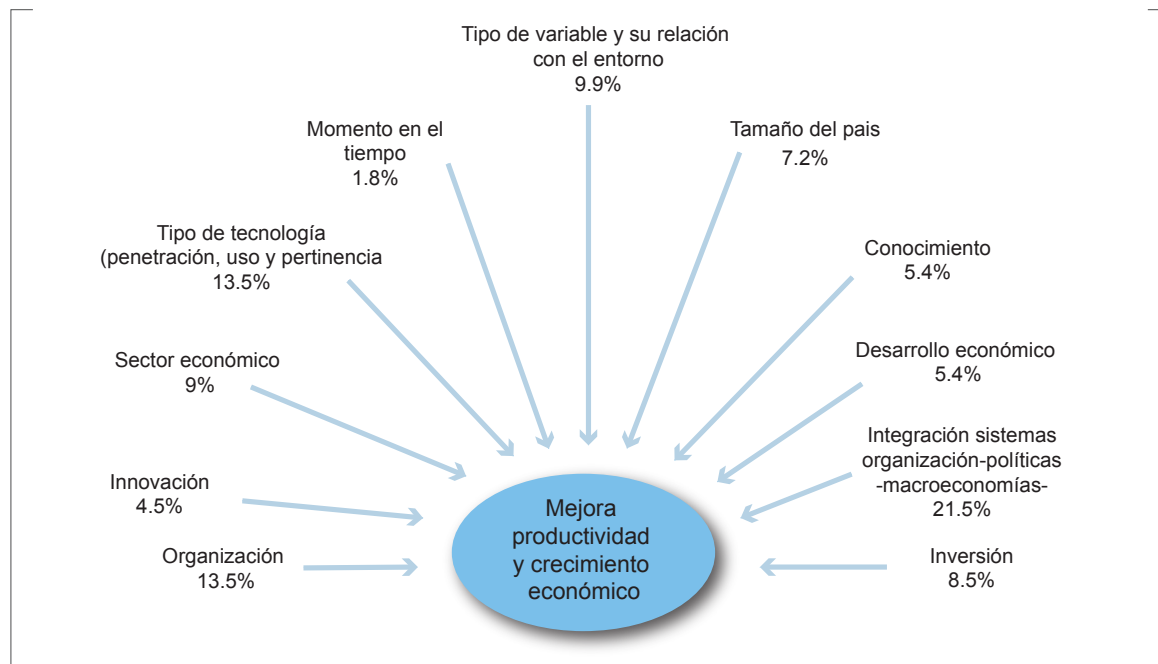 Tipo de variable y su relación
con el entorno
9.9%
Momento en el
tiempo
1.8%
Tamaño del pais
7.2%
Tipo de tecnología
(penetración, uso y pertinencia
13.5%
Conocimiento
5.4%
Sector económico
9%
Desarrollo económico
5.4%
Integración sistemas
organización-políticas
-macroeconomías-
21.5%
Innovación
4.5%
Organización
13.5%
Mejora
productividad
y crecimiento
económico
Inversión
8.5%